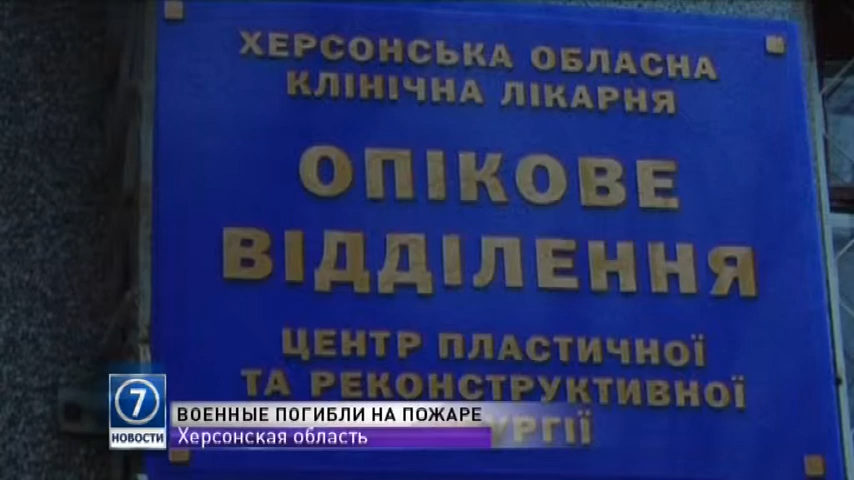 ХЕРСОНСЬКА ОБЛАСНА
КЛІНІЧНА ЛІКАРНЯ
ОПІКОВЕ
ВІДДІЛЕННЯ
ЦЕНТР ПЛАСТИЧНОЇ
ТА РЕКОНСТРУКТИВНОЇ
7
НОВОСТИ
ВОЕННЫЕ ПОГИБЛИ НА ПОЖАРЕ
Херсонская область